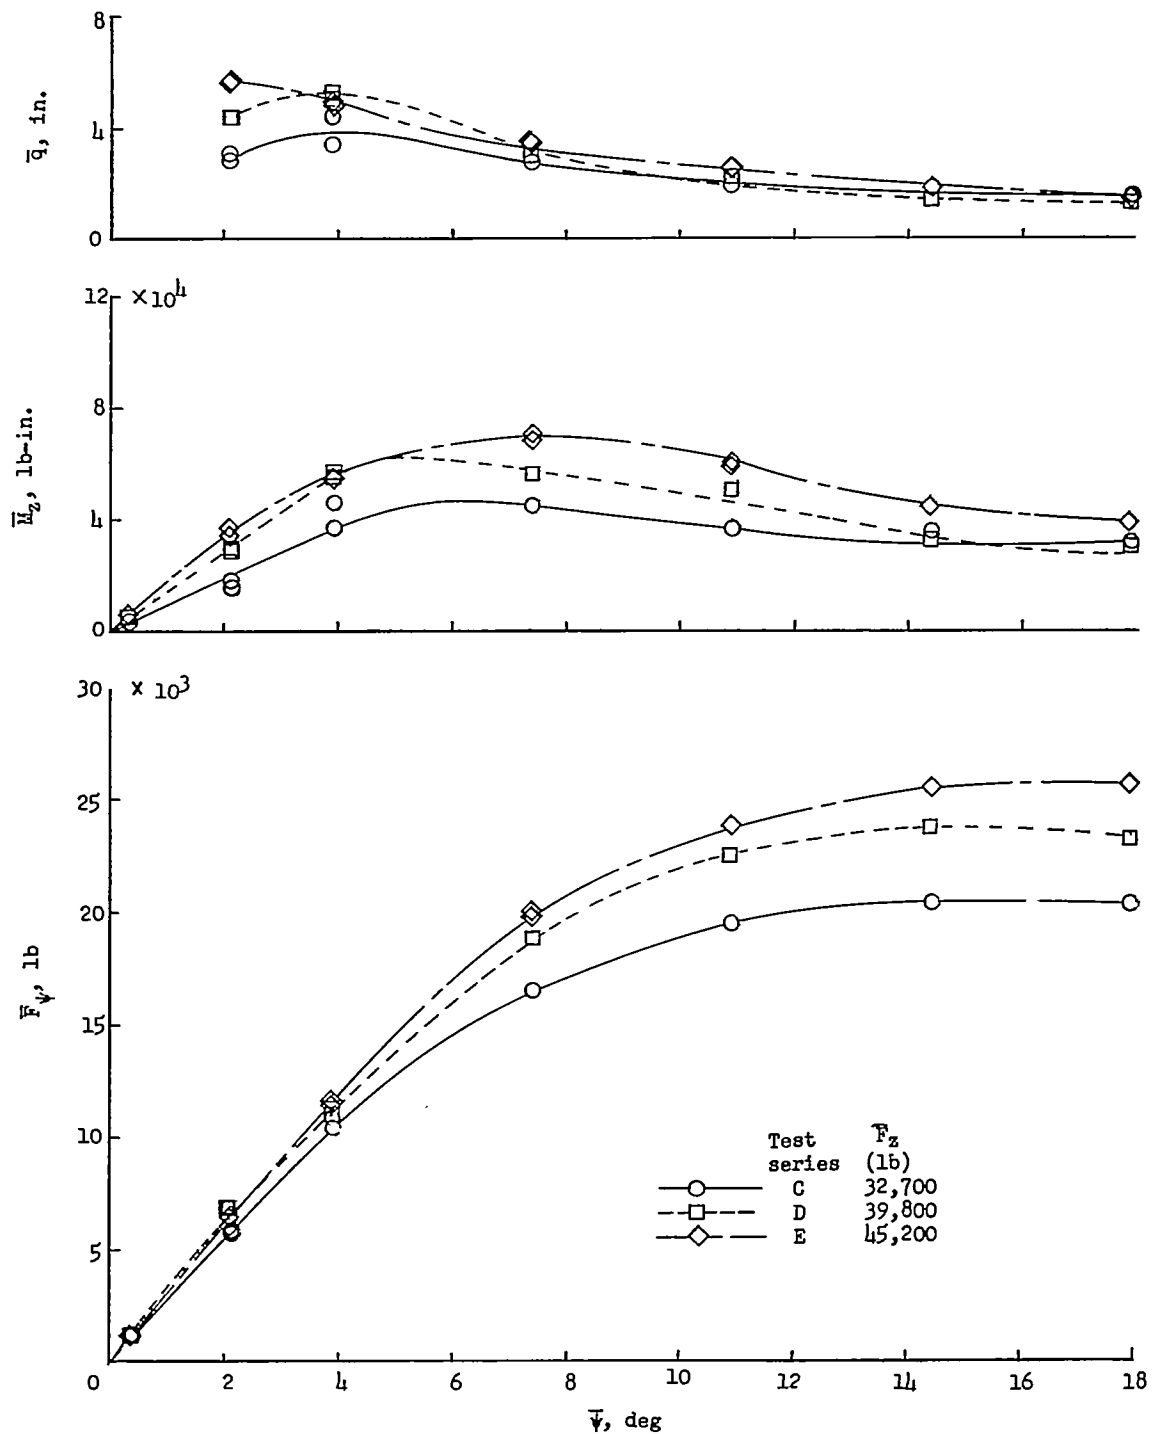 8
4
0
q̄, in.
12 × 10⁴
8
4
0
M̄z, lb-in.
30 × 10³
25
20
15
10
5
0 2 4 6 8 10 12 14 16 18
F̄ψ, lb
ψ̄, deg
Test series F̄z (lb)
C 32,700
D 39,800
E 45,200